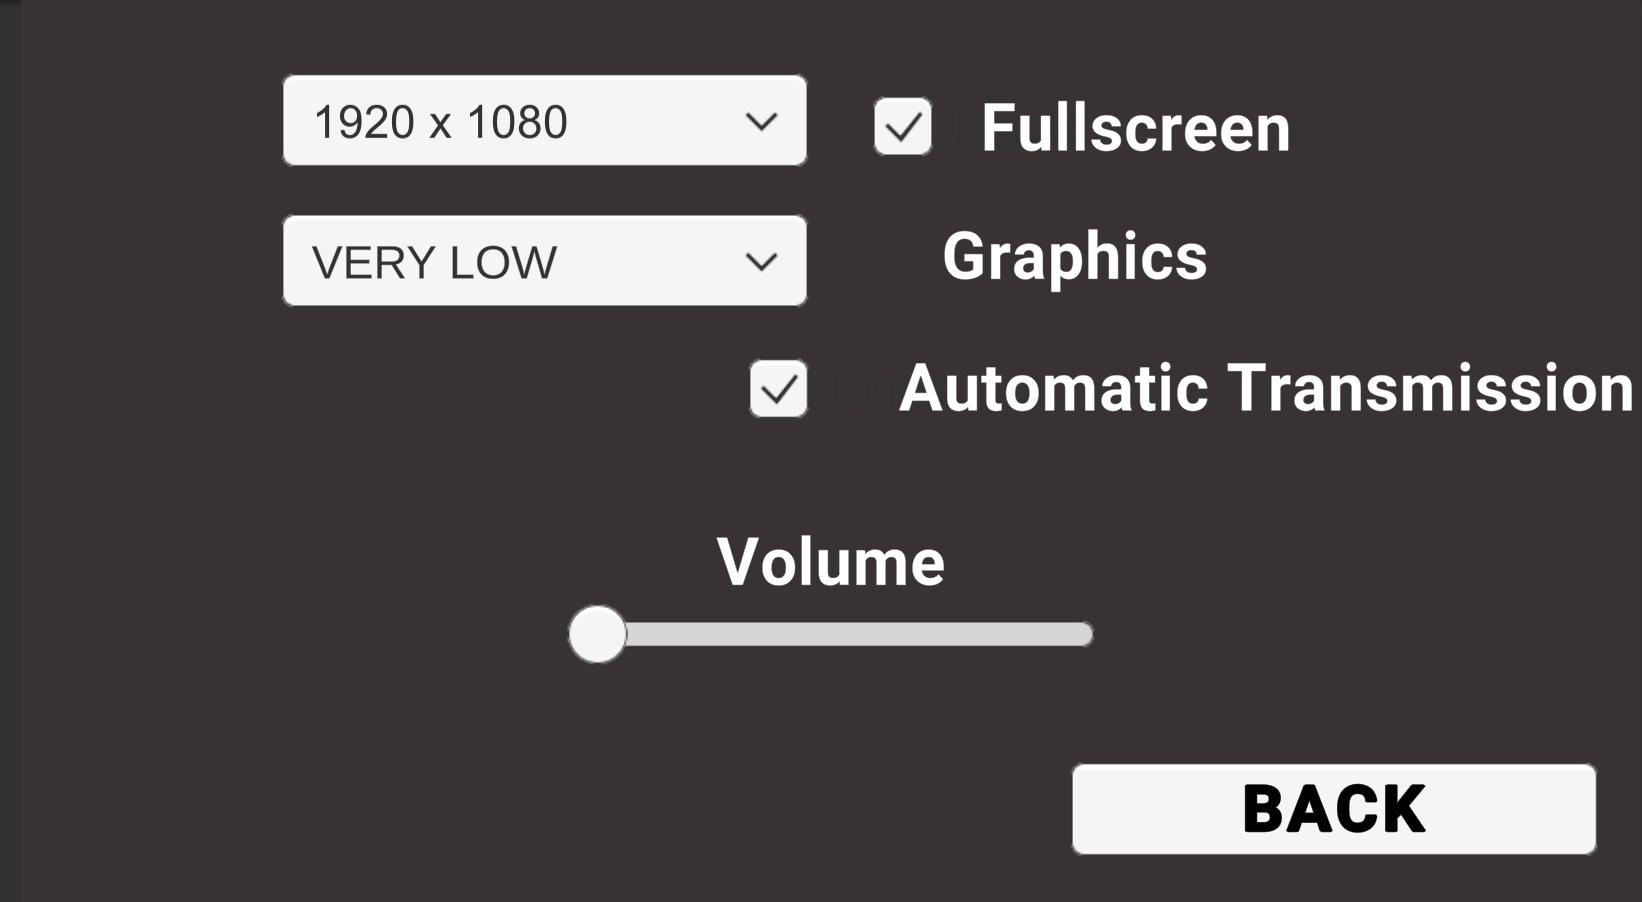 1920 x 1080
Fullscreen
VERY LOW
Graphics
Automatic Transmission
Volume
BACK